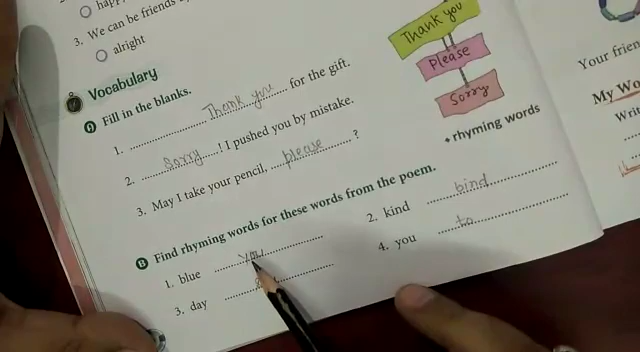 happ
3. We can be friends
alright
Vocabulary
A Fill in the blanks.
1. Thank you for the gift.
2. Sorry ! I pushed you by mistake.
3. May I take your pencil, please ?
Thank you
Please
Sorry
• rhyming words
B Find rhyming words for these words from the poem.
1. blue you
2. kind bind
3. day
4. you to
Your frien
My Wo
Writ